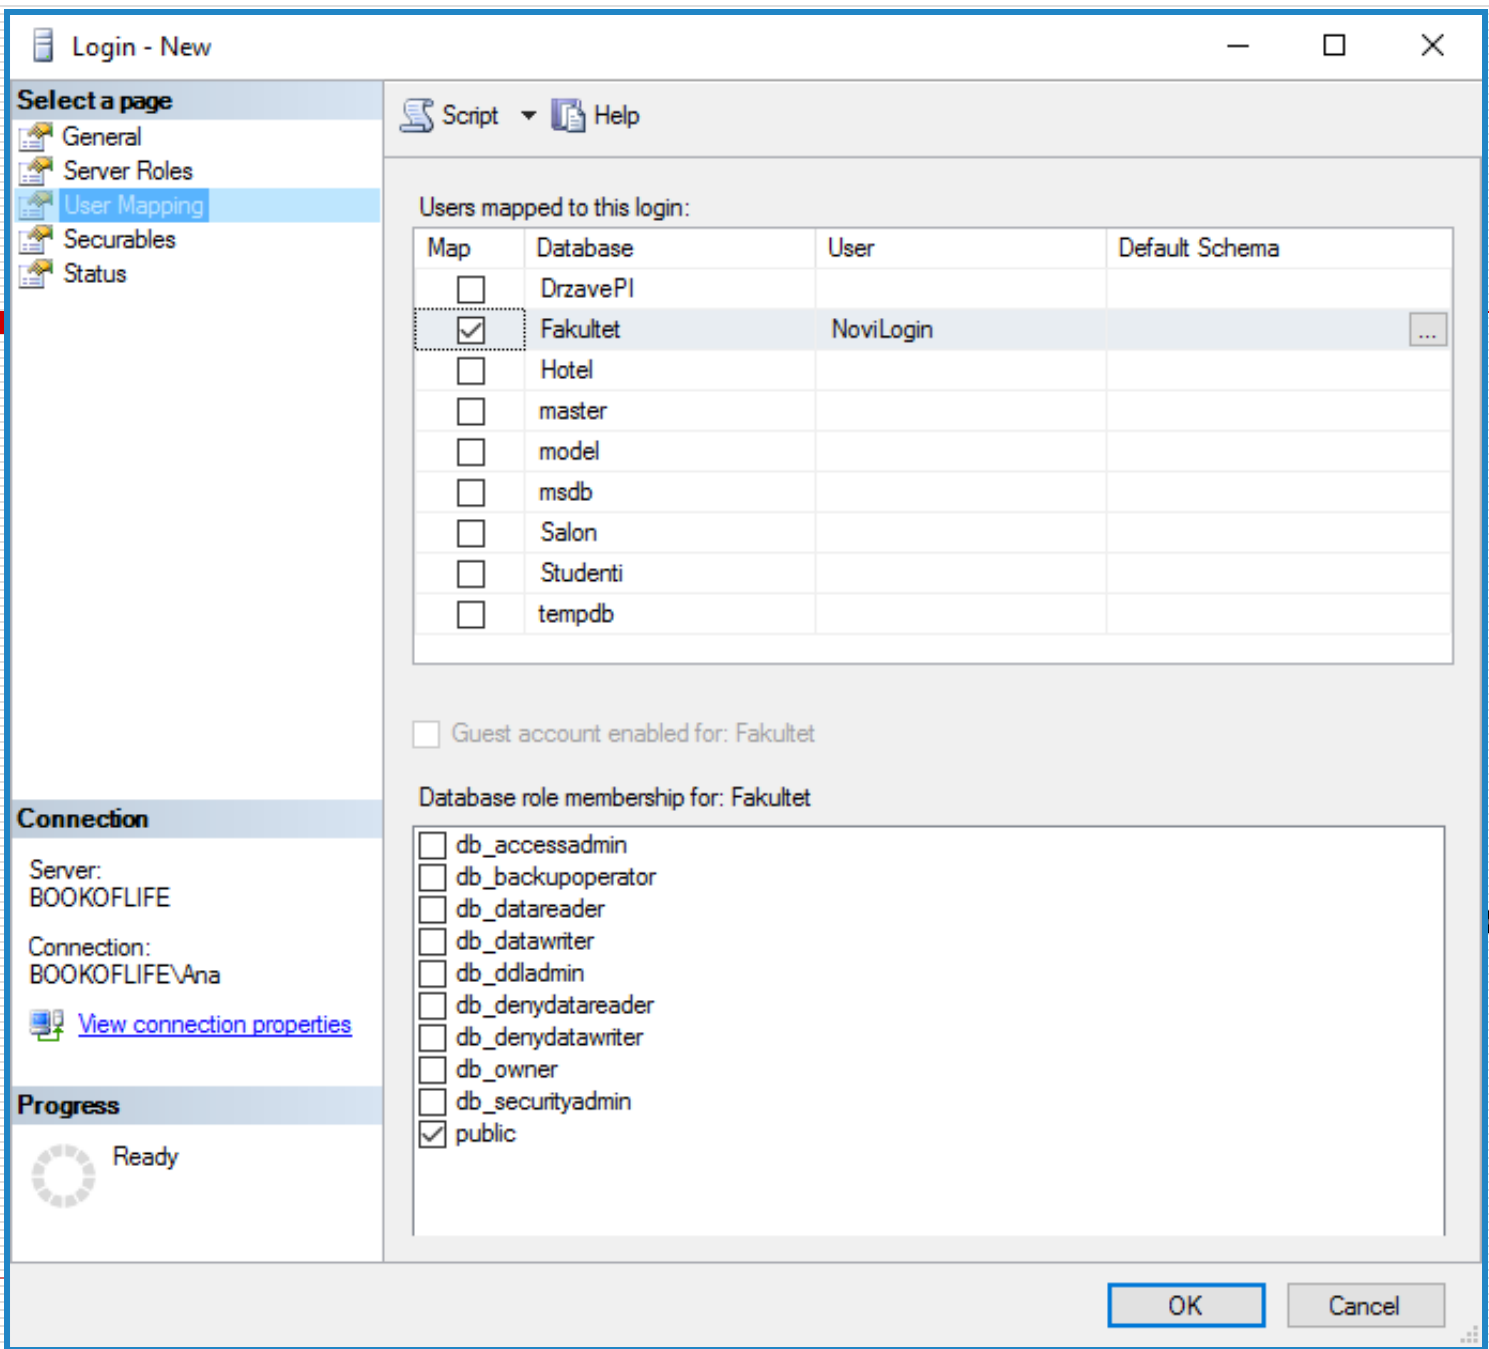 Login - New
Select a page
General
Server Roles
User Mapping
Securables
Status
Script
Help
Users mapped to this login:
Map Database User Default Schema
DrzavePI
Fakultet NoviLogin ...
Hotel
master
model
msdb
Salon
Studenti
tempdb
Guest account enabled for: Fakultet
Database role membership for: Fakultet
db_accessadmin
db_backupoperator
db_datareader
db_datawriter
db_ddladmin
db_denydatareader
db_denydatawriter
db_owner
db_securityadmin
public
Connection
Server:
BOOKOFLIFE
Connection:
BOOKOFLIFE\Ana
View connection properties
Progress
Ready
OK Cancel